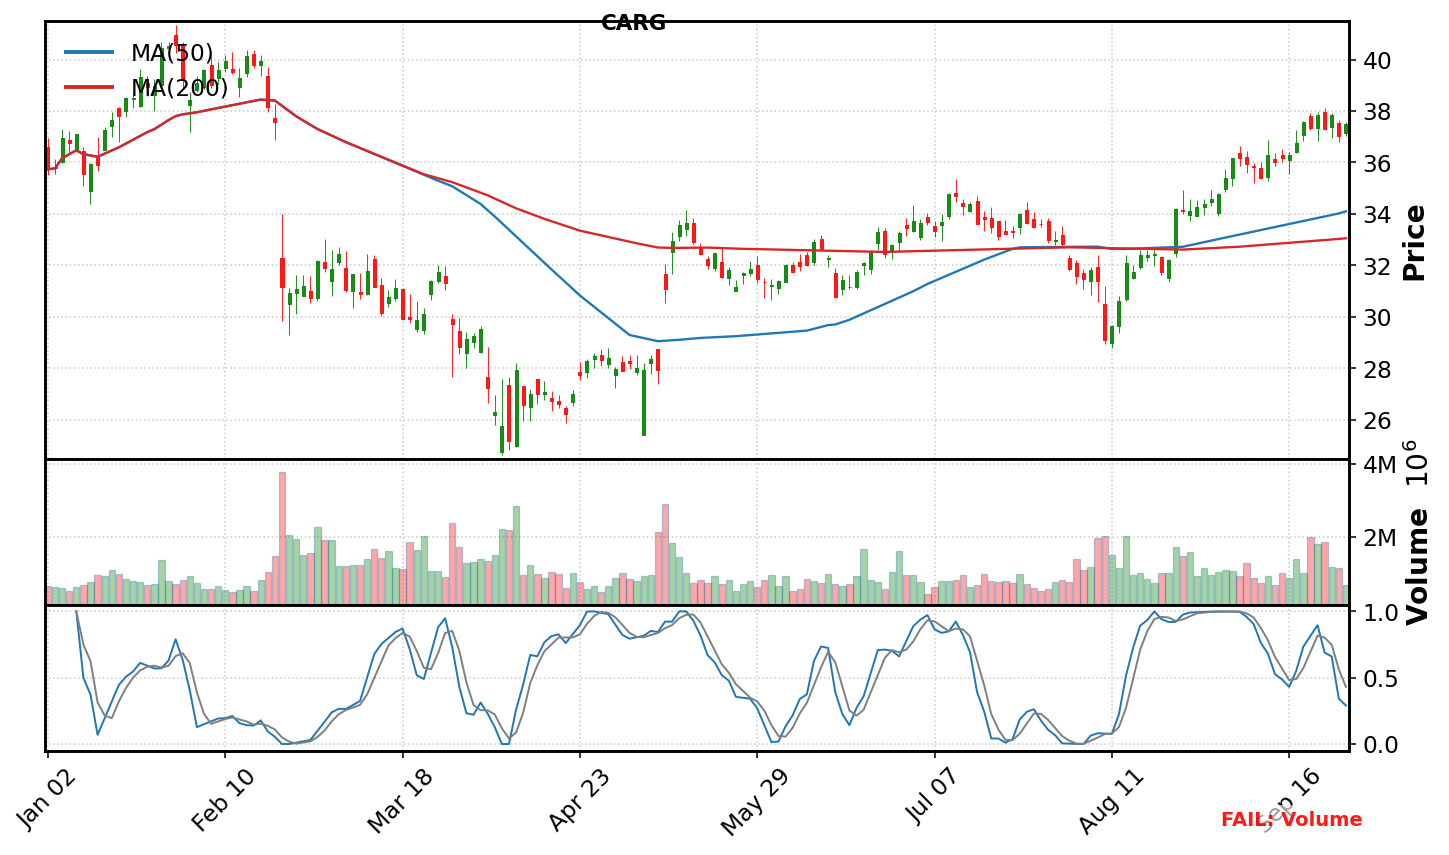 CARG
MA(50)
MA(200)
40
38
36
34
32
30
28
26
Price
4M
2M
Volume 10^6
1.0
0.5
0.0
Jan 02
Feb 10
Mar 18
Apr 23
May 29
Jul 07
Aug 11
Sep 16
FAIL: Volume